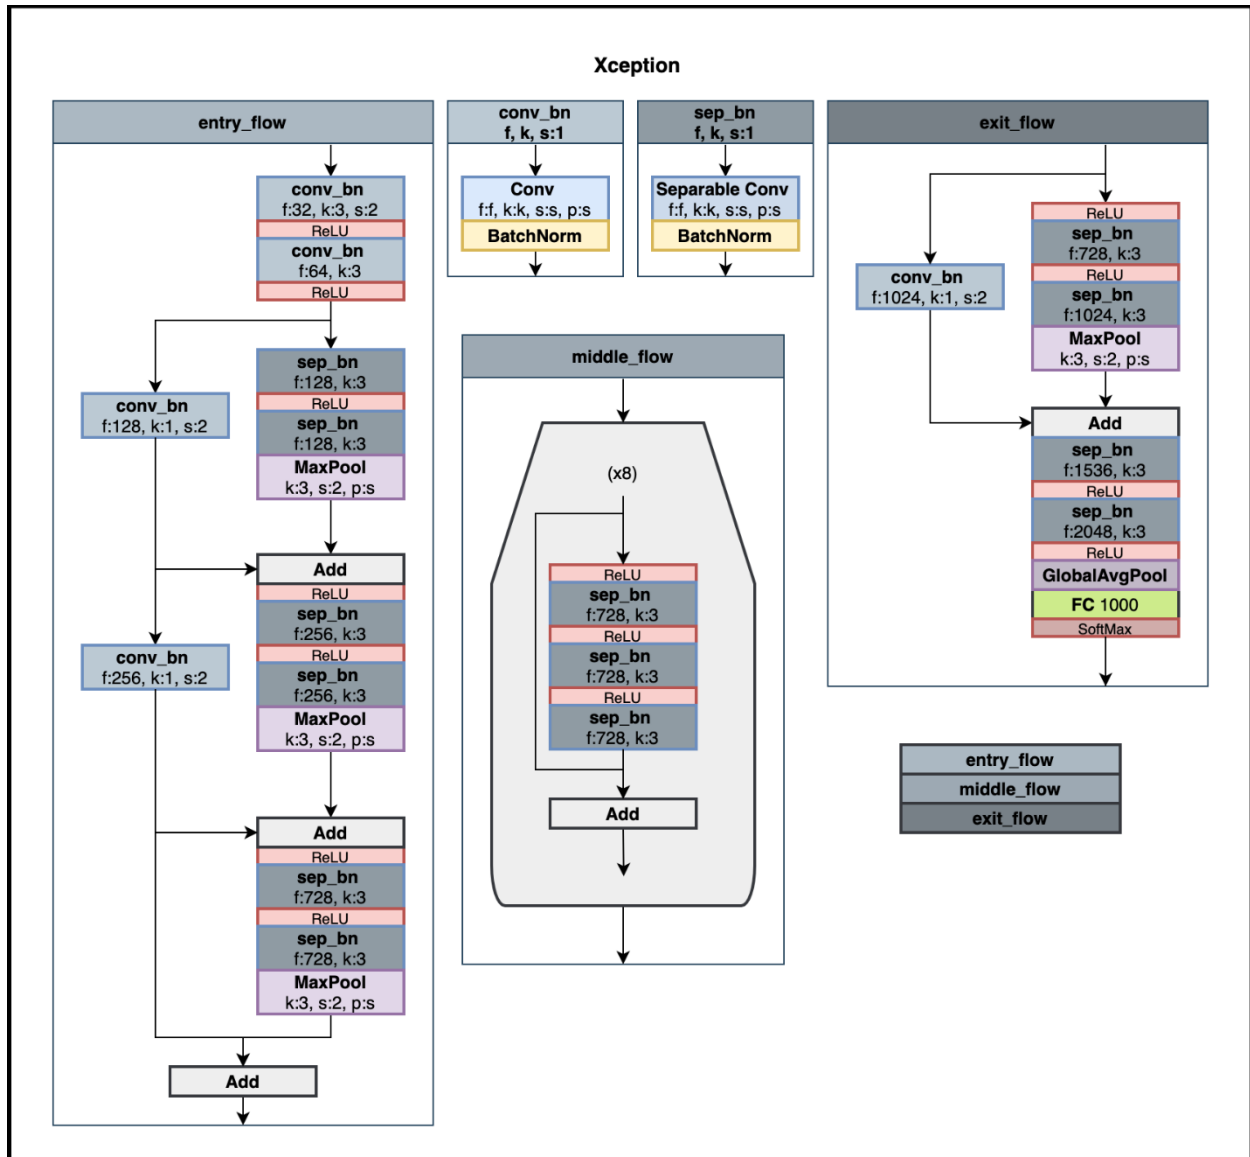 Xception
entry_flow
conv_bn
f:32, k:3, s:2
ReLU
conv_bn
f:64, k:3
ReLU
sep_bn
f:128, k:3
ReLU
sep_bn
f:128, k:3
MaxPool
k:3, s:2, p:s
conv_bn
f:128, k:1, s:2
Add
ReLU
sep_bn
f:256, k:3
ReLU
sep_bn
f:256, k:3
MaxPool
k:3, s:2, p:s
conv_bn
f:256, k:1, s:2
Add
ReLU
sep_bn
f:728, k:3
ReLU
sep_bn
f:728, k:3
MaxPool
k:3, s:2, p:s
Add
conv_bn
f, k, s:1
Conv
f:f, k:k, s:s, p:s
BatchNorm
sep_bn
f, k, s:1
Separable Conv
f:f, k:k, s:s, p:s
BatchNorm
middle_flow
(x8)
ReLU
sep_bn
f:728, k:3
ReLU
sep_bn
f:728, k:3
ReLU
sep_bn
f:728, k:3
Add
exit_flow
ReLU
sep_bn
f:728, k:3
ReLU
sep_bn
f:1024, k:3
MaxPool
k:3, s:2, p:s
conv_bn
f:1024, k:1, s:2
Add
sep_bn
f:1536, k:3
ReLU
sep_bn
f:2048, k:3
ReLU
GlobalAvgPool
FC 1000
SoftMax
entry_flow
middle_flow
exit_flow